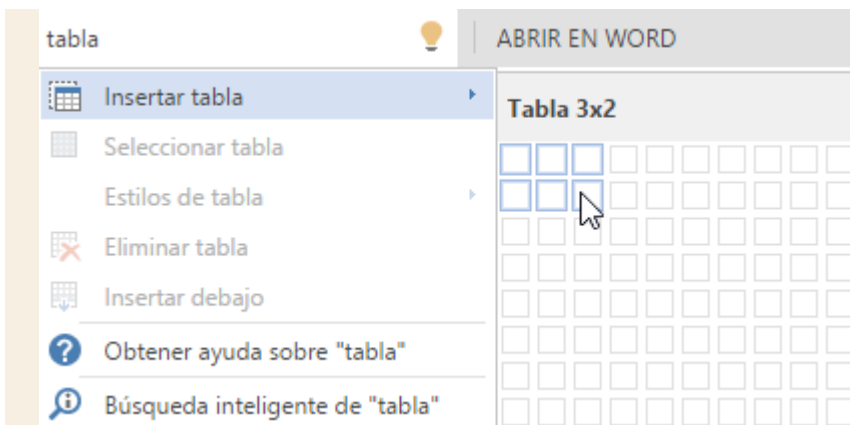 tabla
ABRIR EN WORD
Insertar tabla
Tabla 3x2
Seleccionar tabla
Estilos de tabla
Eliminar tabla
Insertar debajo
Obtener ayuda sobre "tabla"
Búsqueda inteligente de "tabla"